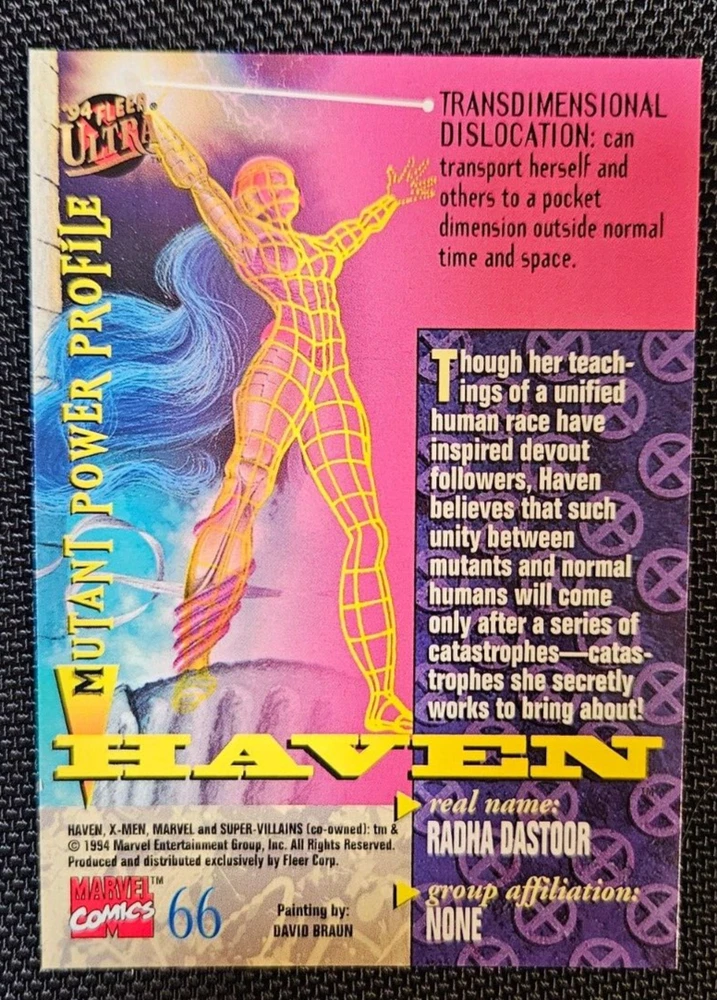 '94 FLEER
ULTRA
MUTANT POWER PROFILE
TRANSDIMENSIONAL
DISLOCATION: can
transport herself and
others to a pocket
dimension outside normal
time and space.
Though her teach-
ings of a unified
human race have
inspired devout
followers, Haven
believes that such
unity between
mutants and normal
humans will come
only after a series of
catastrophes—catas-
trophes she secretly
works to bring about!
HAVEN™
real name:
RADHA DASTOOR
group affiliation:
NONE
HAVEN, X-MEN, MARVEL and SUPER-VILLAINS (co-owned): tm &
© 1994 Marvel Entertainment Group, Inc. All Rights Reserved.
Produced and distributed exclusively by Fleer Corp.
MARVEL™
COMICS
M
66
Painting by:
DAVID BRAUN